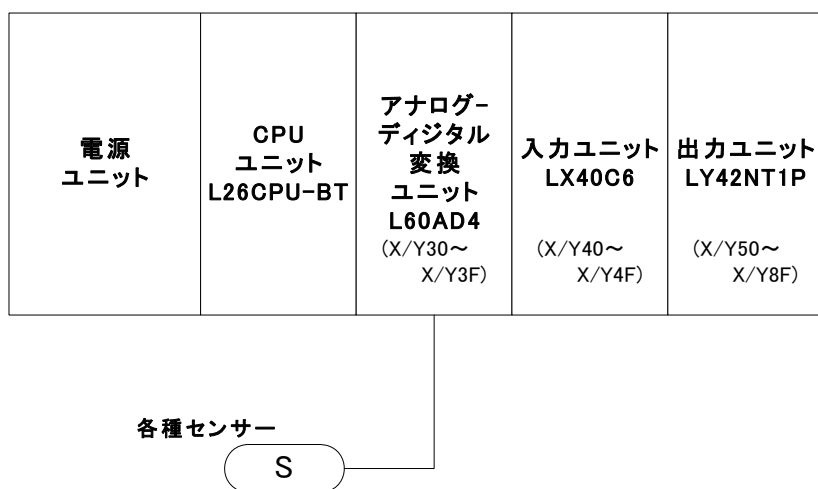 電源
ユニット
CPU
ユニット
L26CPU-BT
アナログ-
ディジタル
変換
ユニット
L60AD4
(X/Y30～
X/Y3F)
入力ユニット
LX40C6
(X/Y40～
X/Y4F)
出力ユニット
LY42NT1P
(X/Y50～
X/Y8F)
各種センサー
S